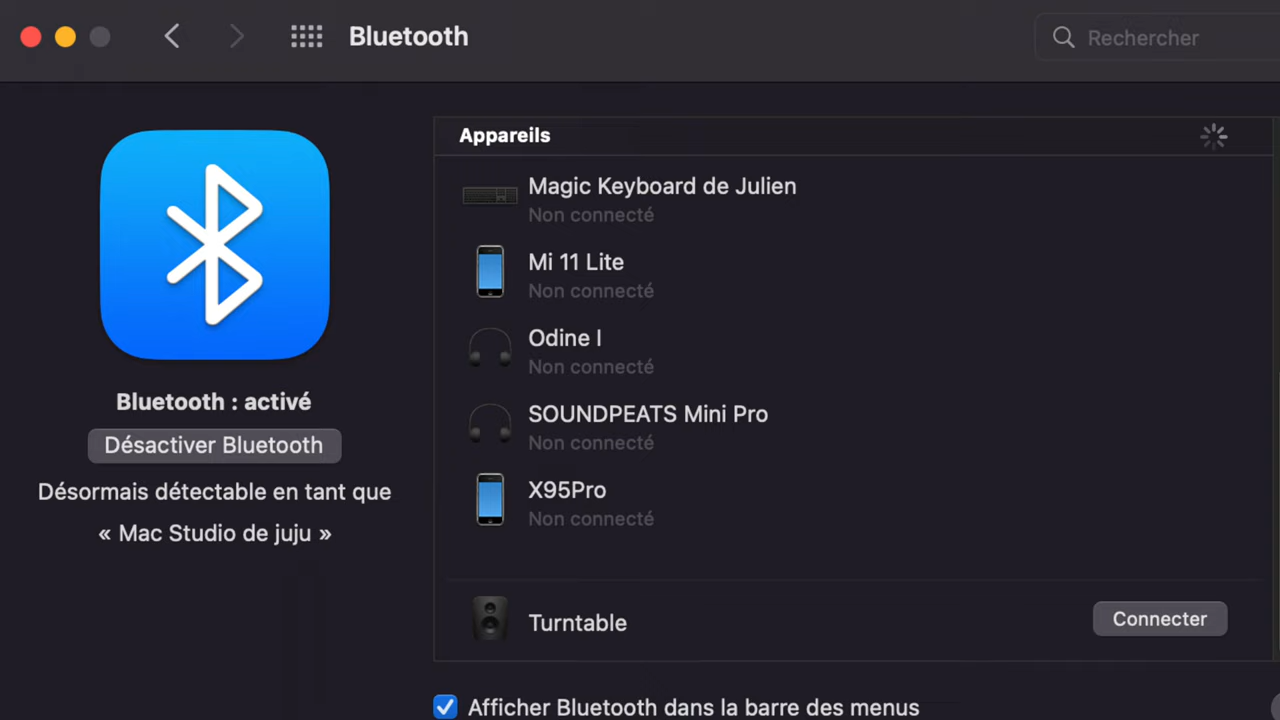 Bluetooth
Rechercher
Appareils
Magic Keyboard de Julien
Non connecté
Mi 11 Lite
Non connecté
Odine I
Non connecté
SOUNDPEATS Mini Pro
Non connecté
X95Pro
Non connecté
Turntable
Connecter
Bluetooth : activé
Désactiver Bluetooth
Désormais détectable en tant que
« Mac Studio de juju »
Afficher Bluetooth dans la barre des menus